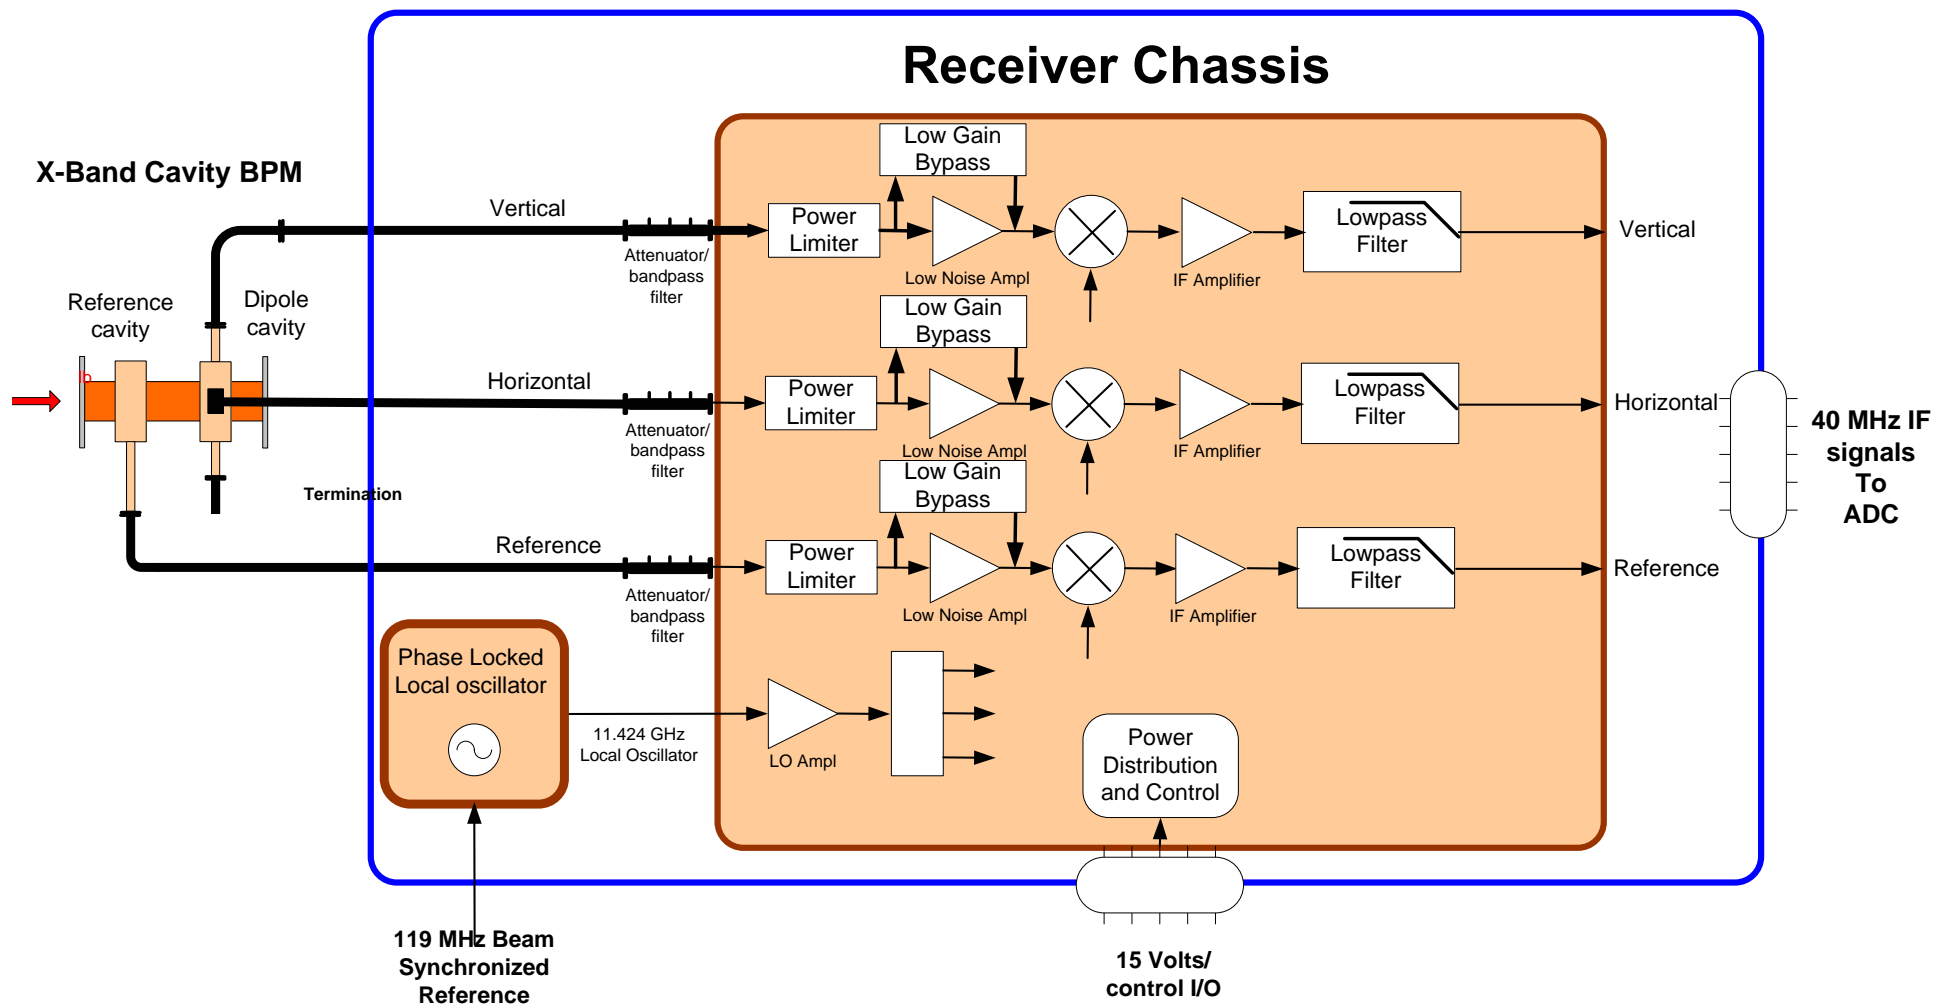 Receiver Chassis
X-Band Cavity BPM
Reference
cavity
Dipole
cavity
Ib
Termination
Vertical
Attenuator/
bandpass
filter
Power
Limiter
Low Gain
Bypass
Low Noise Ampl
IF Amplifier
Lowpass
Filter
Vertical
Horizontal
Attenuator/
bandpass
filter
Power
Limiter
Low Gain
Bypass
Low Noise Ampl
IF Amplifier
Lowpass
Filter
Horizontal
Reference
Attenuator/
bandpass
filter
Power
Limiter
Low Gain
Bypass
Low Noise Ampl
IF Amplifier
Lowpass
Filter
Reference
40 MHz IF
signals
To
ADC
Phase Locked
Local oscillator
11.424 GHz
Local Oscillator
LO Ampl
Power
Distribution
and Control
119 MHz Beam
Synchronized
Reference
15 Volts/
control I/O